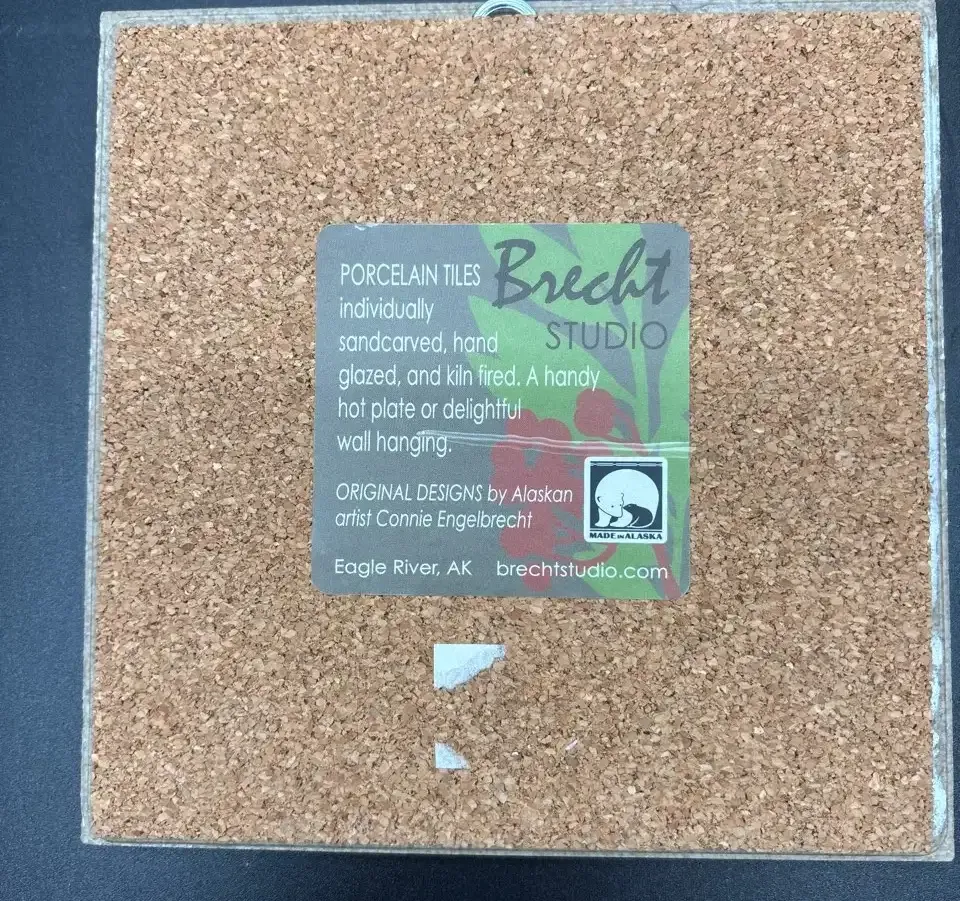 Brecht
STUDIO
PORCELAIN TILES
individually
sandcarved, hand
glazed, and kiln fired. A handy
hot plate or delightful
wall hanging.
ORIGINAL DESIGNS by Alaskan
artist Connie Engelbrecht
MADE IN ALASKA
Eagle River, AK brechtstudio.com